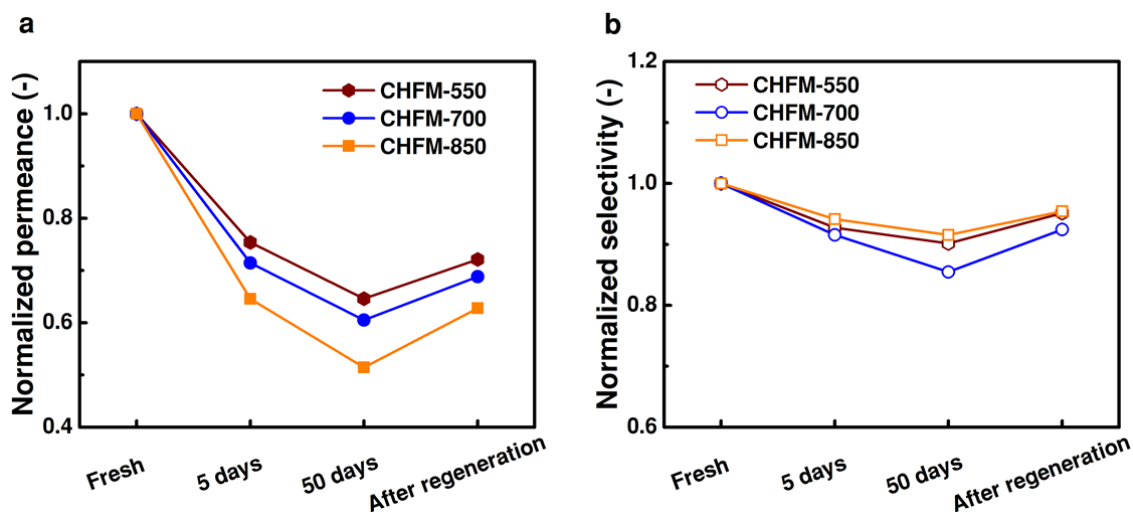 a
Normalized permeance (-)
1.0
0.8
0.6
0.4
CHFM-550
CHFM-700
CHFM-850
Fresh
5 days
50 days
After regeneration
b
Normalized selectivity (-)
1.2
1.0
0.8
0.6
CHFM-550
CHFM-700
CHFM-850
Fresh
5 days
50 days
After regeneration